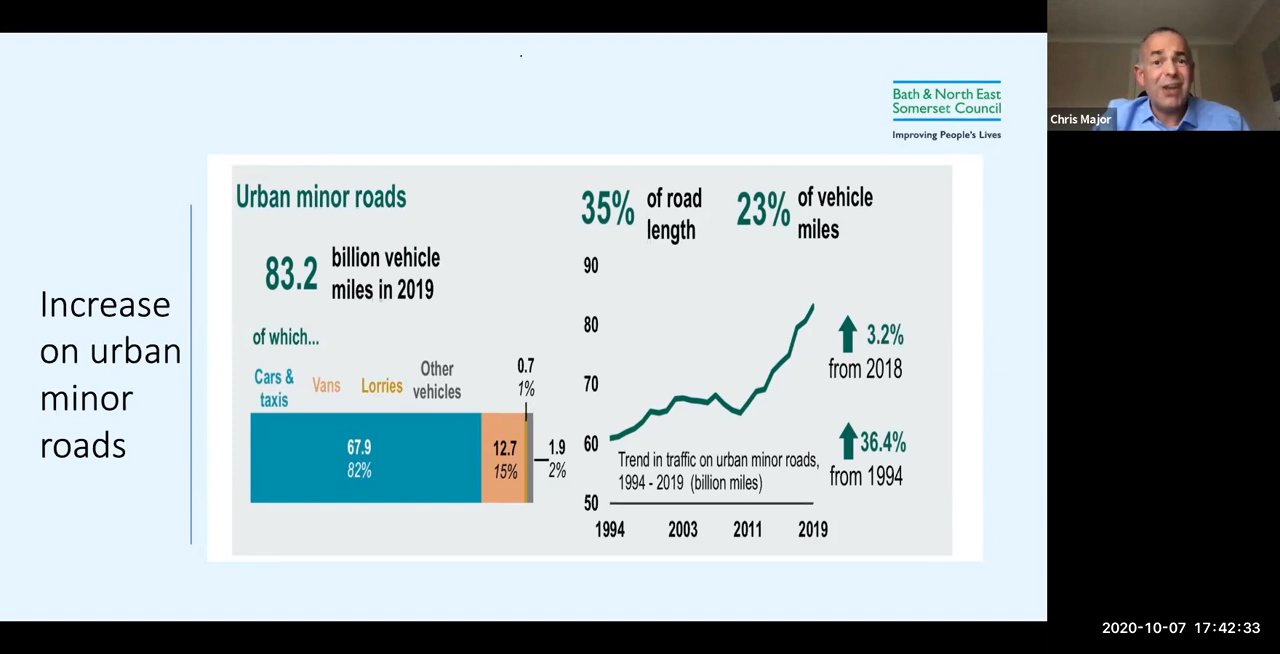 Bath & North East
Somerset Council
Improving People's Lives
Chris Major
Increase
on urban
minor
roads
Urban minor roads
83.2
billion vehicle
miles in 2019
of which...
Cars &
taxis
Vans
Lorries
Other
vehicles
0.7
1%
67.9
82%
12.7
15%
1.9
2%
35%
of road
length
23%
of vehicle
miles
90
80
70
60
50
Trend in traffic on urban minor roads,
1994 - 2019 (billion miles)
1994 2003 2011 2019
3.2%
from 2018
36.4%
from 1994
2020-10-07 17:42:33